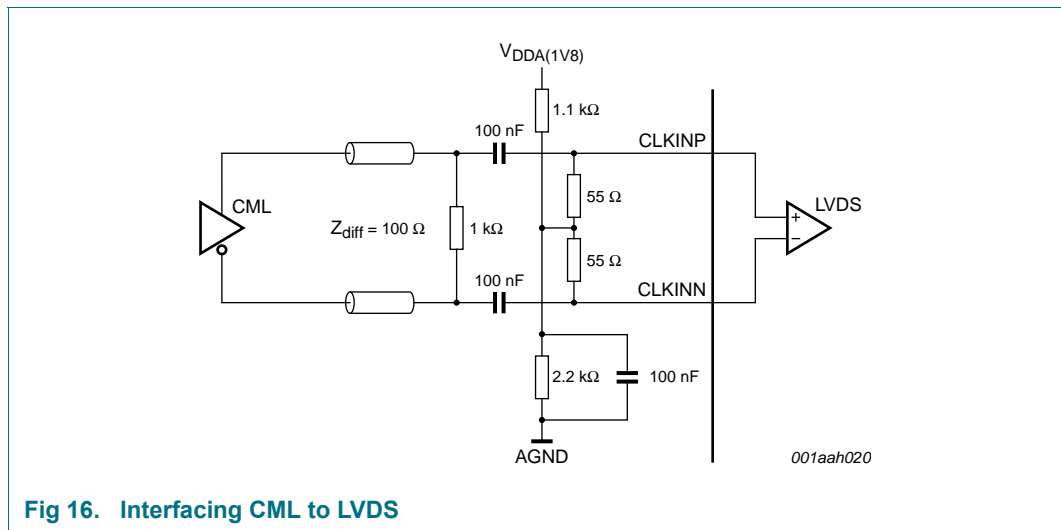 VDDA(1V8)
1.1 kΩ
100 nF
CLKINP
CML
55 Ω
LVDS
Zdiff = 100 Ω
1 kΩ
+
−
55 Ω
100 nF
CLKINN
2.2 kΩ
100 nF
AGND
001aah020
Fig 16. Interfacing CML to LVDS